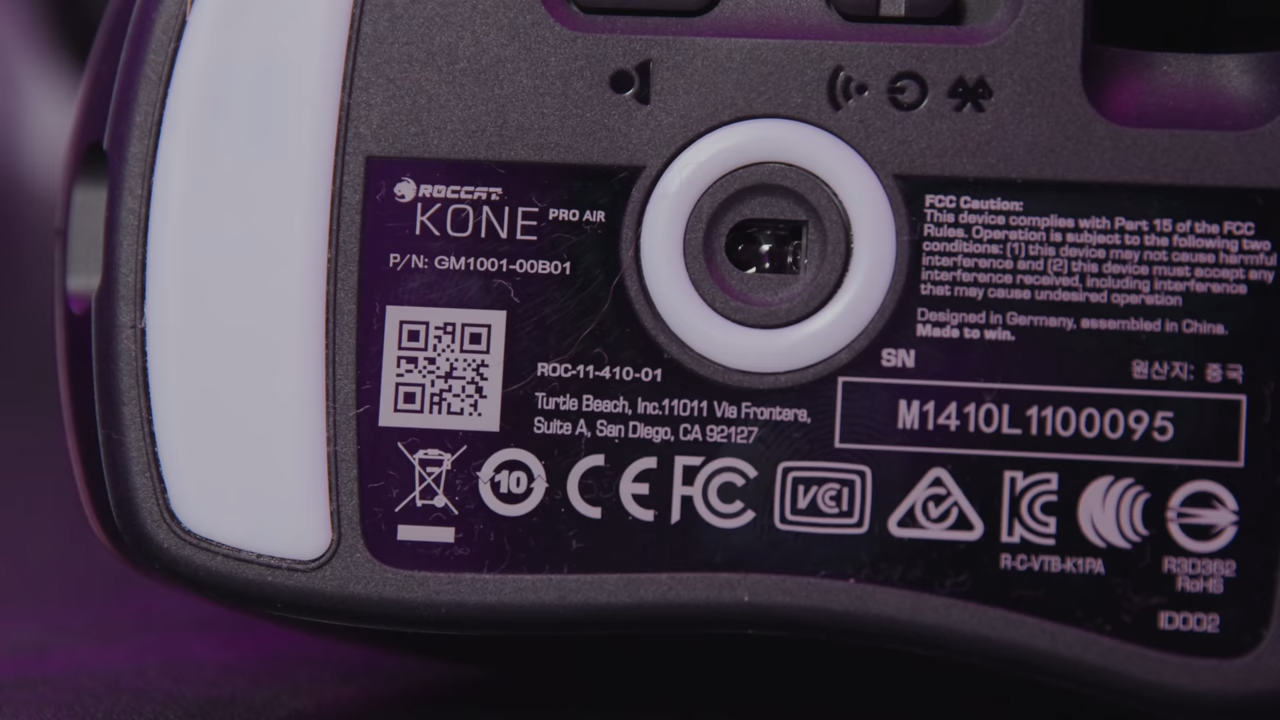 ROCCAT
KONE PRO AIR
P/N: GM1001-00B01
ROC-11-410-01
Turtle Beach, Inc.11011 Via Frontera,
Suite A, San Diego, CA 92127
FCC Caution:
This device complies with Part 15 of the FCC
Rules. Operation is subject to the following two
conditions: (1) this device may not cause harmful
interference and (2) this device must accept any
interference received, including interference
that may cause undesired operation
Designed in Germany, assembled in China.
Made to win.
SN
원산지: 중국
M1410L1100095
10
CE
FC
VCI
KC
R-C-VTB-K1PA
R3D362
RoHS
ID002